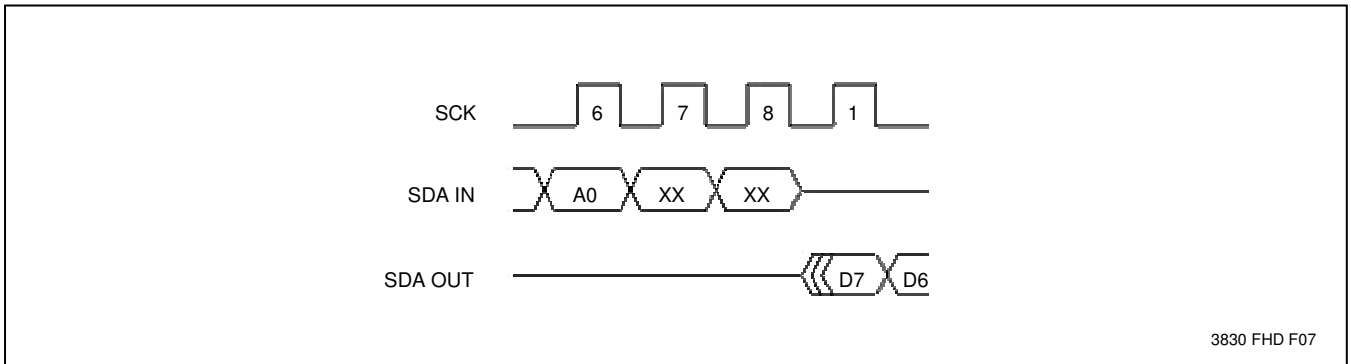 SCK 6 7 8 1
SDA IN A0 XX XX
SDA OUT D7 D6
3830 FHD F07